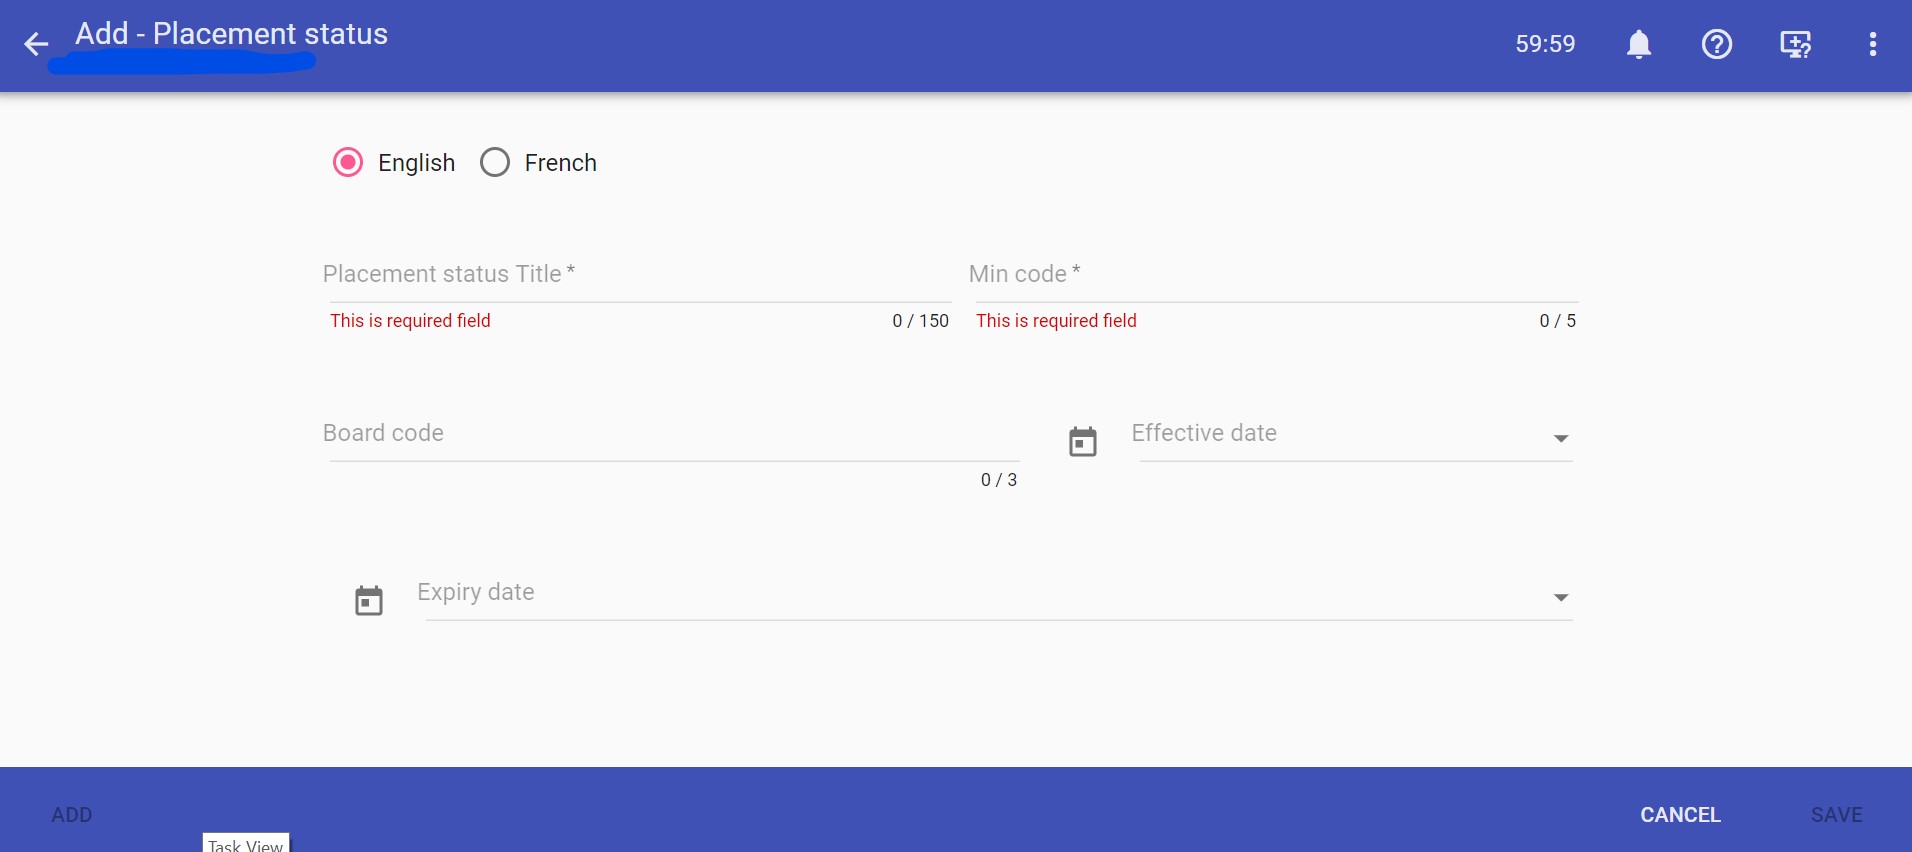 Add - Placement status
59:59
English
French
Placement status Title *
Min code *
This is required field
0 / 150
This is required field
0 / 5
Board code
Effective date
0 / 3
Expiry date
ADD
CANCEL
SAVE
Task View